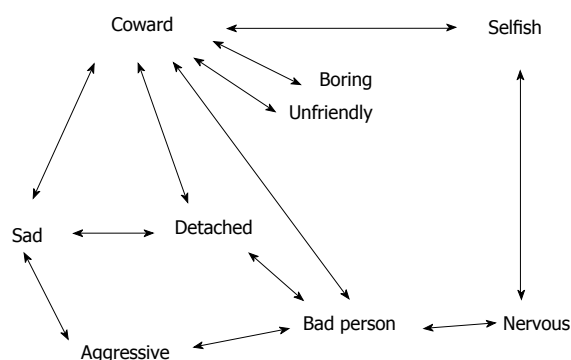 Coward
Selfish
Boring
Unfriendly
Sad
Detached
Bad person
Nervous
Aggressive